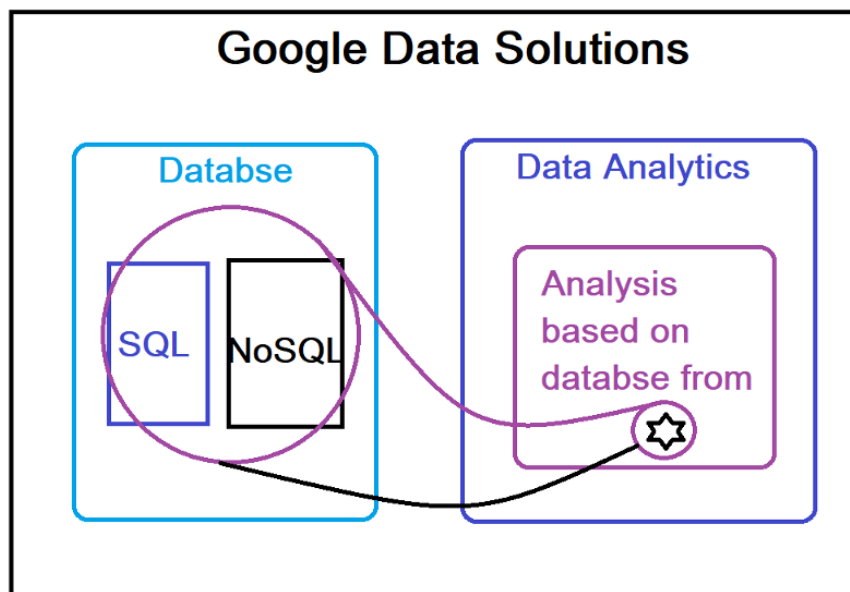 Google Data Solutions
Databse
SQL
NoSQL
Data Analytics
Analysis
based on
databse from